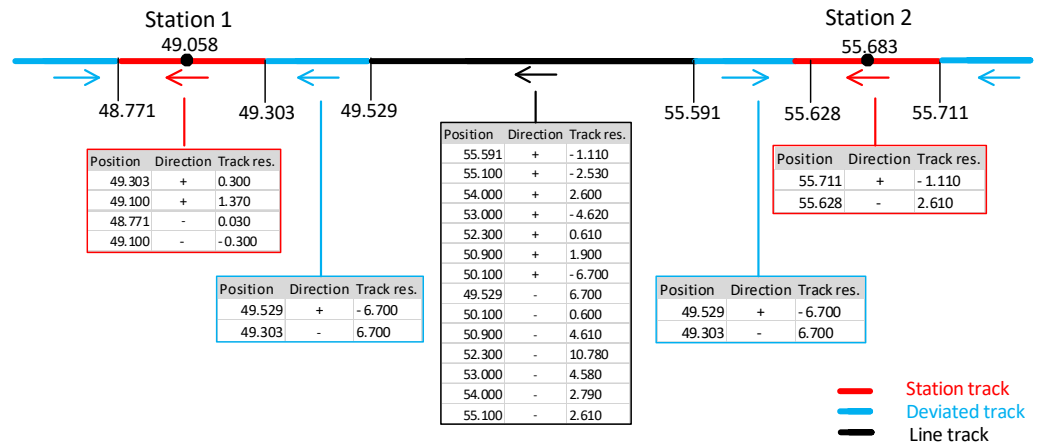 Station 1
49.058
Station 2
55.683
48.771
49.303
49.529
55.591
55.628
55.711
Position Direction Track res.
49.303 + 0.300
49.100 + 1.370
48.771 - 0.030
49.100 - -0.300
Position Direction Track res.
49.529 + -6.700
49.303 - 6.700
Position Direction Track res.
55.591 + -1.110
55.100 + -2.530
54.000 + 2.600
53.000 + -4.620
52.300 + 0.610
50.900 + 1.900
50.100 + -6.700
49.529 - 6.700
50.100 - -0.600
50.900 - 4.610
52.300 - 10.780
53.000 - 4.580
54.000 - 2.790
55.100 - 2.610
Position Direction Track res.
55.711 + -1.110
55.628 - 2.610
Position Direction Track res.
49.529 + -6.700
49.303 - 6.700
Station track
Deviated track
Line track